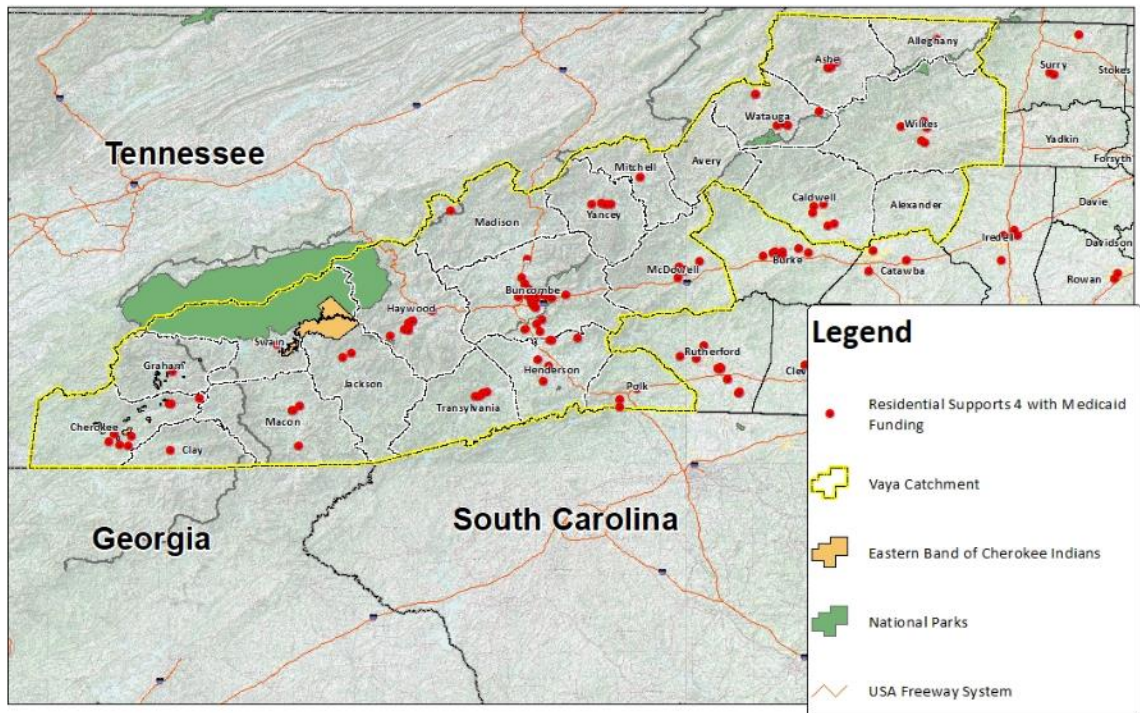 Alleghany
Ashe
Surry
Stokes
Watauga
Wilkes
Yadkin
Tennessee
Mitchell
Avery
Forsyth
Caldwell
Alexander
Davie
Madison
Yancey
Iredell
Davidson
McDowell
Burke
Catawba
Rowan
Buncombe
Haywood
Swain
Rutherford
Clev
Graham
Jackson
Henderson
Polk
Transylvania
Macon
Cherokee
Clay
Georgia
South Carolina
Legend
Residential Supports 4 with Medicaid
Funding
Vaya Catchment
Eastern Band of Cherokee Indians
National Parks
USA Freeway System